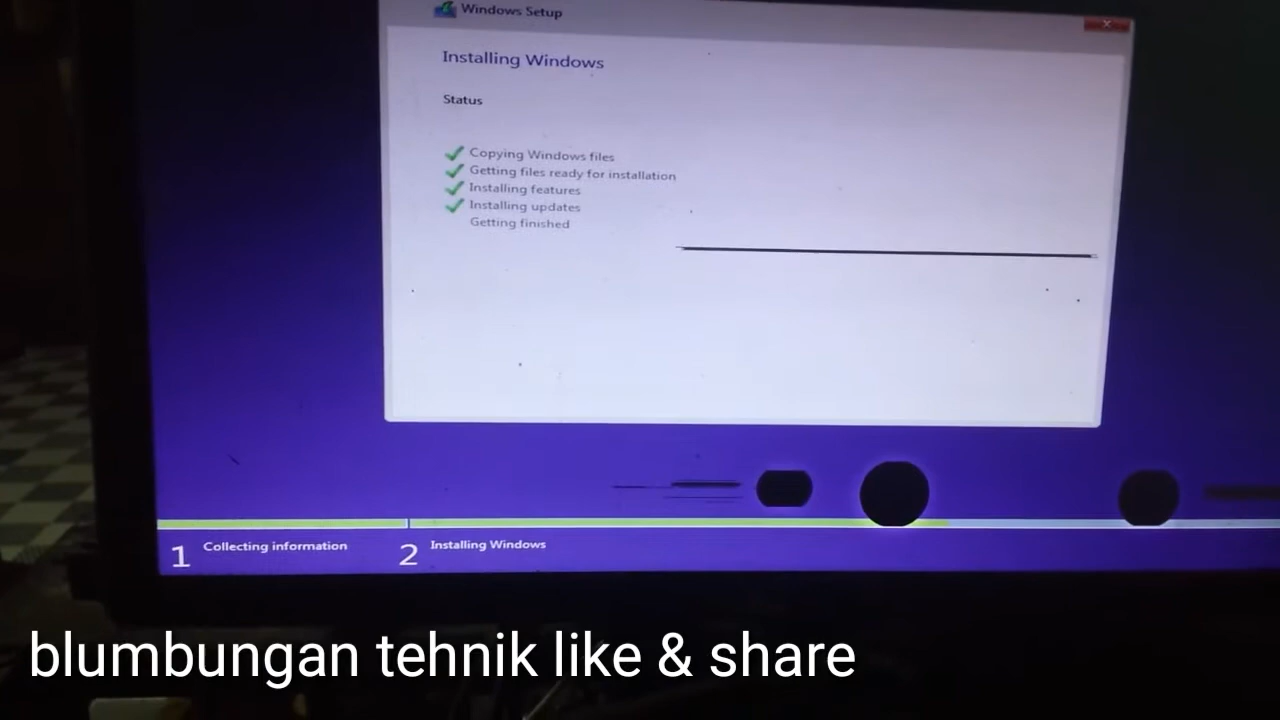 Windows Setup
Installing Windows
Status
Copying Windows files
Getting files ready for installation
Installing features
Installing updates
Getting finished
1 Collecting information
2 Installing Windows
blumbungan tehnik like & share